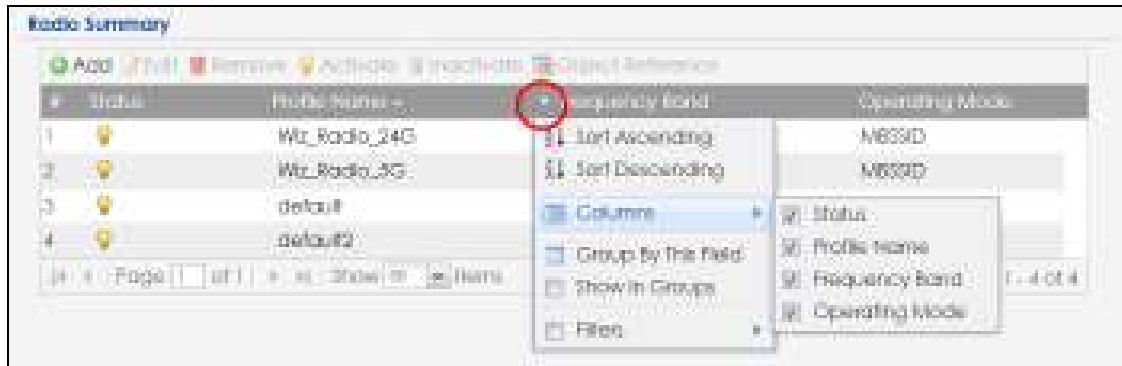 Radio Summary
Add Edit Remove Activate Inactivate Object Reference
# Status Profile Name Frequency Band Operating Mode
1 Wiz_Radio_24G MBSSID
2 Wiz_Radio_5G MBSSID
3 default
4 default2
Page 1 of 1 Show items
Sort Ascending
Sort Descending
Columns
Group By This Field
Show in Groups
Filters
Status
Profile Name
Frequency Band
Operating Mode
1 - 4 of 4